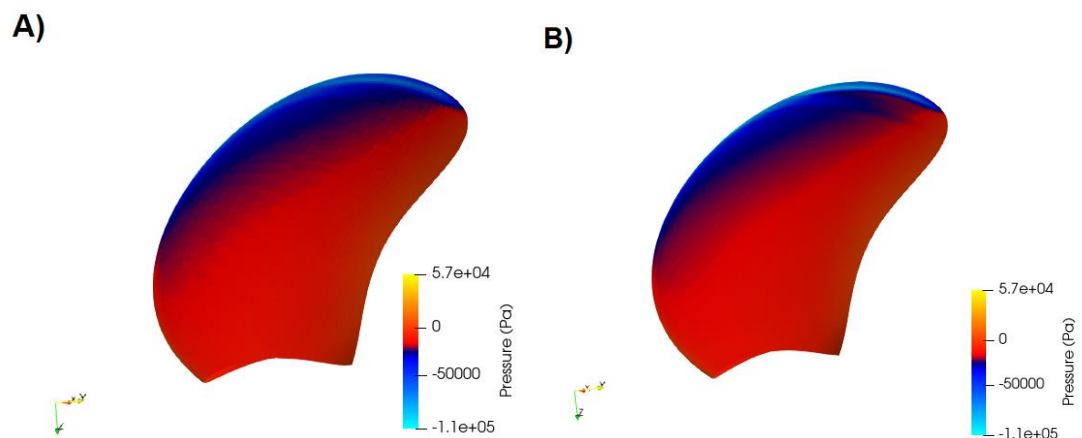 A)
5.7e+04
0
-50000
-1.1e+05
Pressure (Pa)
Y
B)
5.7e+04
0
-50000
-1.1e+05
Pressure (Pa)
Y
Z